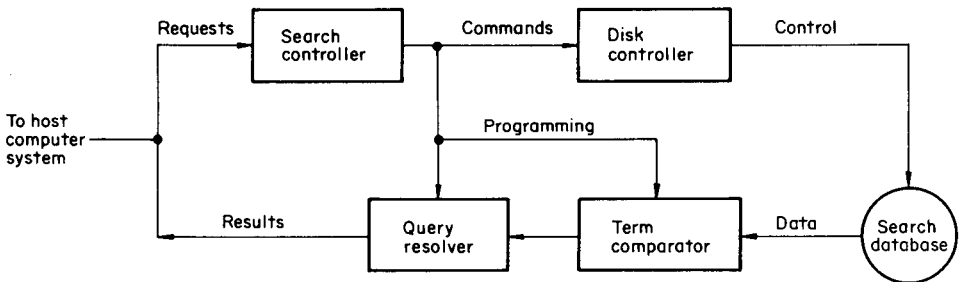 Requests
Search
controller
Commands
Disk
controller
Control
To host
computer
system
Programming
Results
Query
resolver
Term
comparator
Data
Search
database